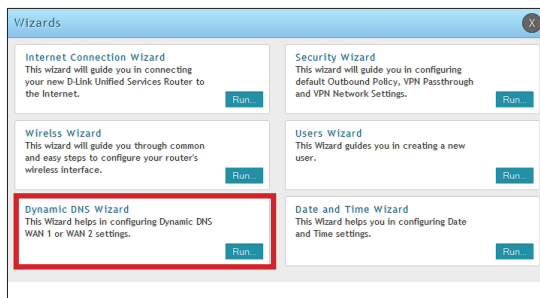 Wizards
X
Internet Connection Wizard
This wizard will guide you in connecting
your new D-Link Unified Services Router to
the Internet.
Run...
Security Wizard
This wizard will guide you in configuring
default Outbound Policy, VPN Passthrough
and VPN Network Settings.
Run...
Wirelss Wizard
This wizard will guide you through common
and easy steps to configure your router's
wireless interface.
Run...
Users Wizard
This Wizard guides you in creating a new
user.
Run...
Dynamic DNS Wizard
This Wizard helps in configuring Dynamic DNS
WAN 1 or WAN 2 settings.
Run...
Date and Time Wizard
This Wizard helps you in configuring Date
and Time settings.
Run...